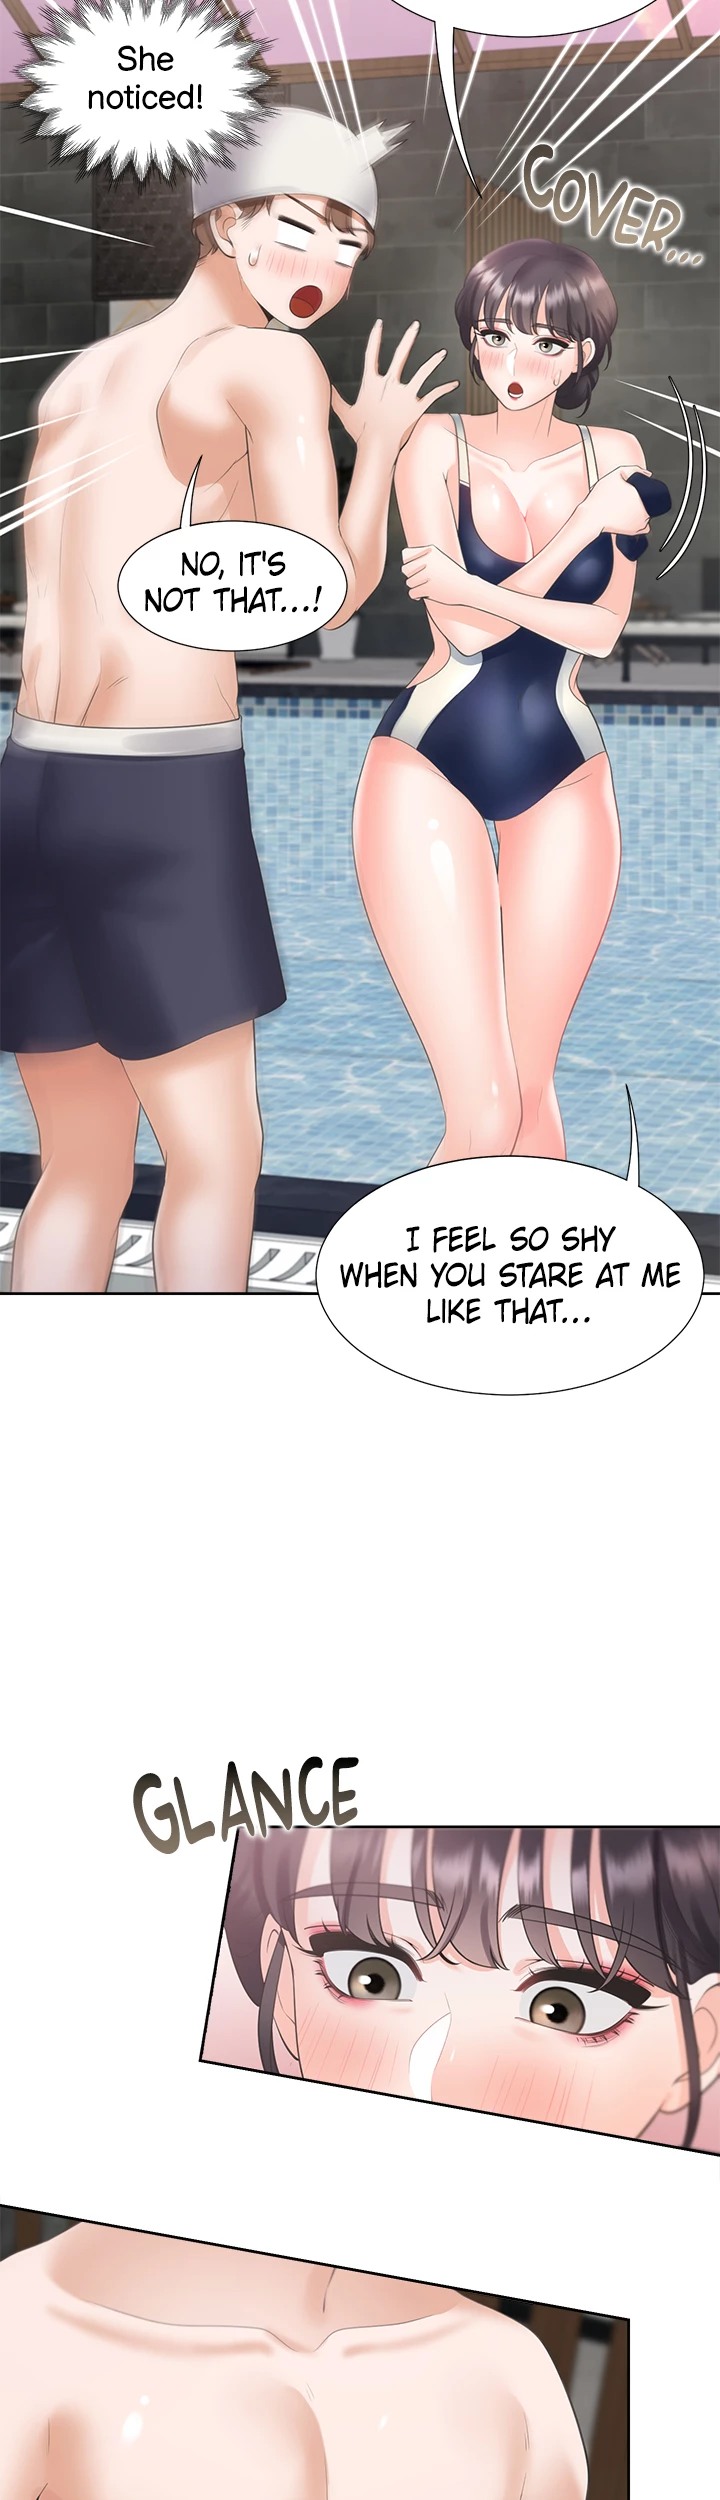 She
noticed!
COVER...
NO, IT'S
NOT THAT...!
I FEEL SO SHY
WHEN YOU STARE AT ME
LIKE THAT...
GLANCE